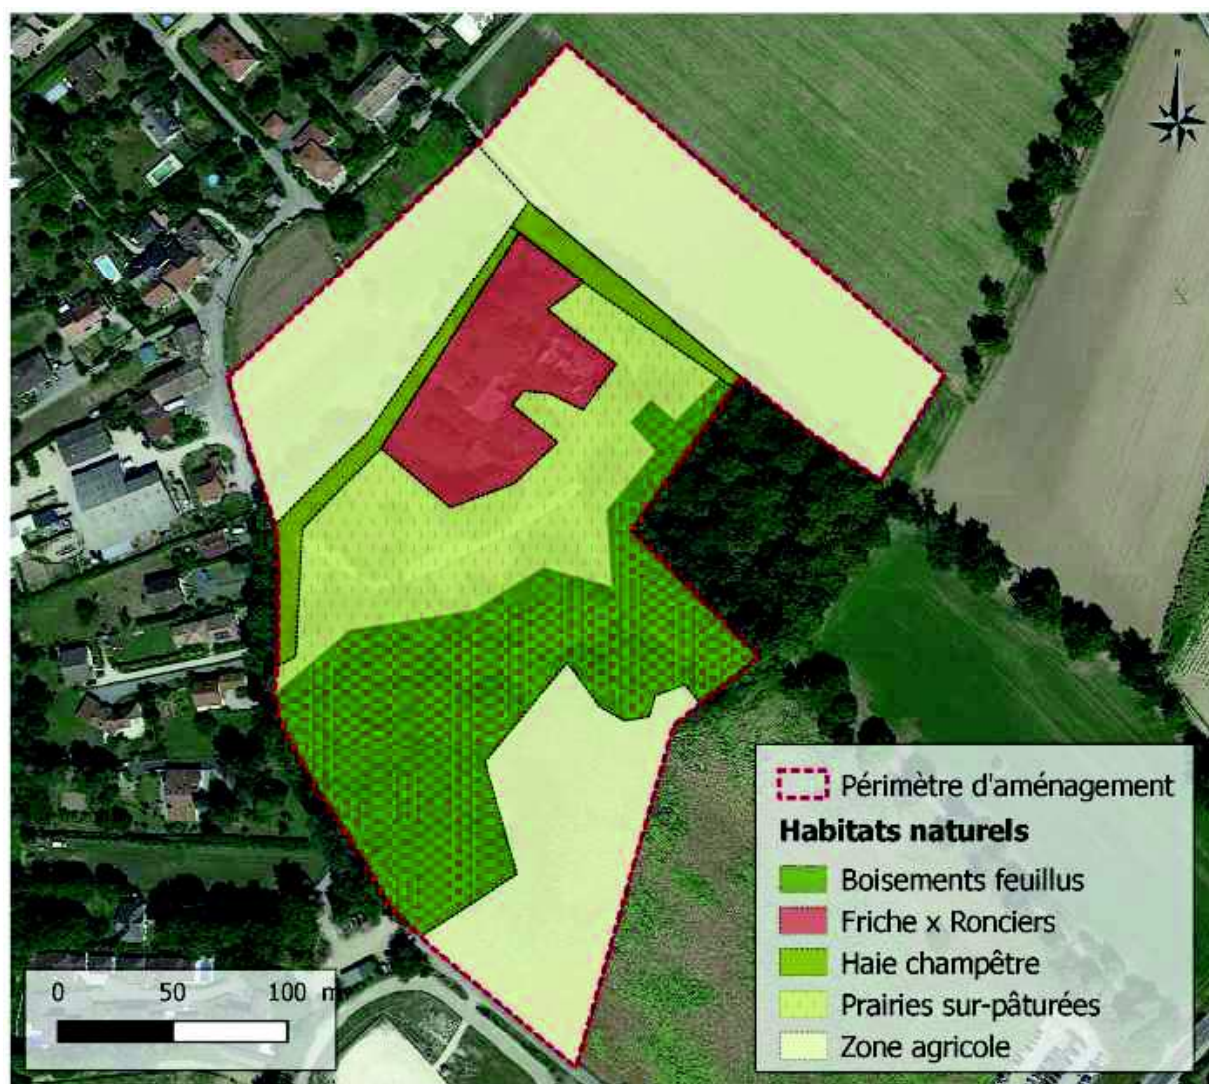 N
Périmètre d'aménagement
Habitats naturels
Boisements feuillus
Friche x Ronciers
Haie champêtre
Prairies sur-pâturées
Zone agricole
0 50 100 m